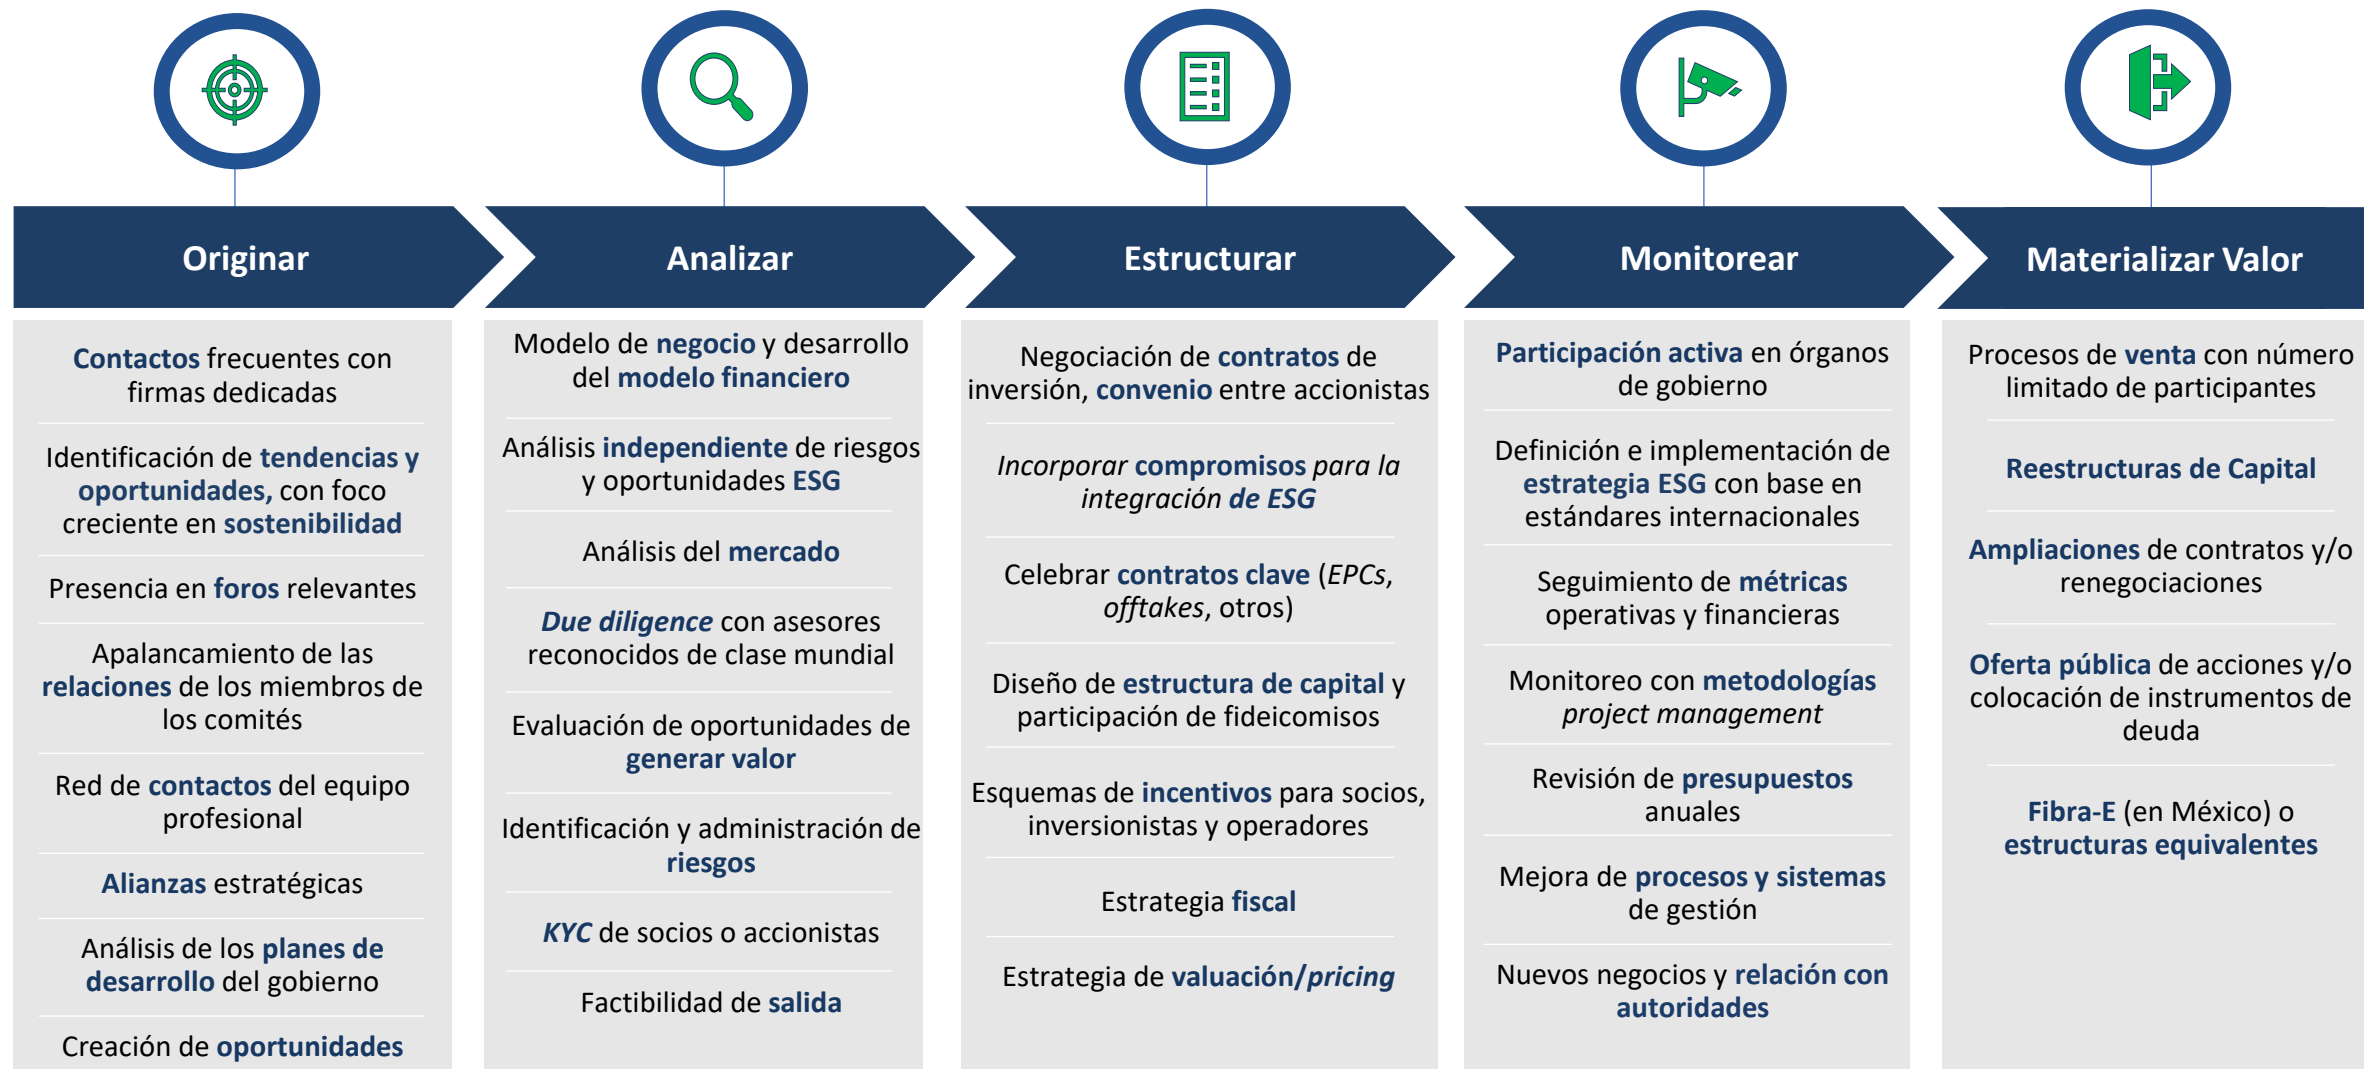 Originar
Contactos frecuentes con
firmas dedicadas
Identificación de tendencias y
oportunidades, con foco
creciente en sostenibilidad
Presencia en foros relevantes
Apalancamiento de las
relaciones de los miembros de
los comités
Red de contactos del equipo
profesional
Alianzas estratégicas
Análisis de los planes de
desarrollo del gobierno
Creación de oportunidades
Analizar
Modelo de negocio y desarrollo
del modelo financiero
Análisis independiente de riesgos
y oportunidades ESG
Análisis del mercado
Due diligence con asesores
reconocidos de clase mundial
Evaluación de oportunidades de
generar valor
Identificación y administración de
riesgos
KYC de socios o accionistas
Factibilidad de salida
Estructurar
Negociación de contratos de
inversión, convenio entre accionistas
Incorporar compromisos para la
integración de ESG
Celebrar contratos clave (EPCs,
offtakes, otros)
Diseño de estructura de capital y
participación de fideicomisos
Esquemas de incentivos para socios,
inversionistas y operadores
Estrategia fiscal
Estrategia de valuación/pricing
Monitorear
Participación activa en órganos
de gobierno
Definición e implementación de
estrategia ESG con base en
estándares internacionales
Seguimiento de métricas
operativas y financieras
Monitoreo con metodologías
project management
Revisión de presupuestos
anuales
Mejora de procesos y sistemas
de gestión
Nuevos negocios y relación con
autoridades
Materializar Valor
Procesos de venta con número
limitado de participantes
Reestructuras de Capital
Ampliaciones de contratos y/o
renegociaciones
Oferta pública de acciones y/o
colocación de instrumentos de
deuda
Fibra-E (en México) o
estructuras equivalentes